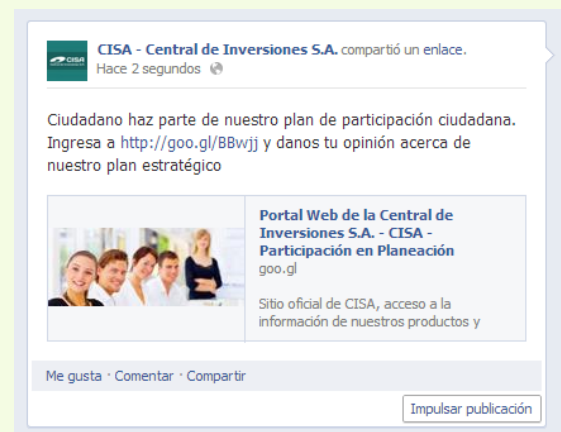 CISA
CISA - Central de Inversiones S.A. compartió un enlace.
Hace 2 segundos
Ciudadano haz parte de nuestro plan de participación ciudadana.
Ingresa a http://goo.gl/BBwjj y danos tu opinión acerca de
nuestro plan estratégico
Portal Web de la Central de
Inversiones S.A. - CISA -
Participación en Planeación
goo.gl
Sitio oficial de CISA, acceso a la
información de nuestros productos y
Me gusta · Comentar · Compartir
Impulsar publicación